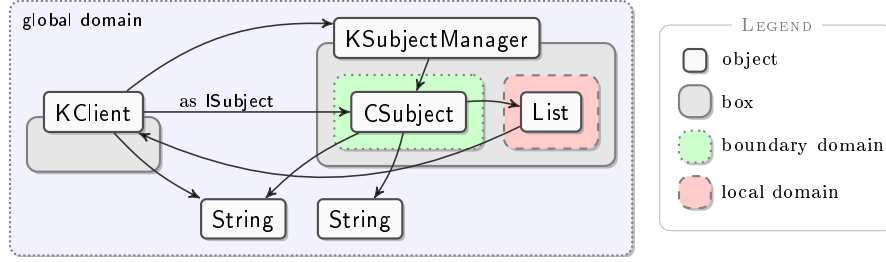 global domain
KSubjectManager
as ISubject
KClient
CSubject
List
String
String
LEGEND
object
box
boundary domain
local domain